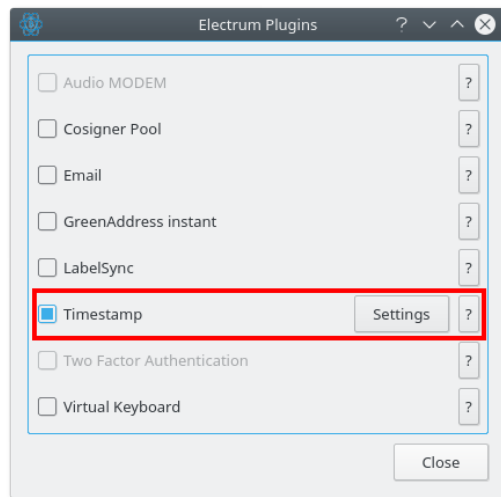 Electrum Plugins ?
Audio MODEM ?
Cosigner Pool ?
Email ?
GreenAddress instant ?
LabelSync ?
Timestamp Settings ?
Two Factor Authentication ?
Virtual Keyboard ?
Close